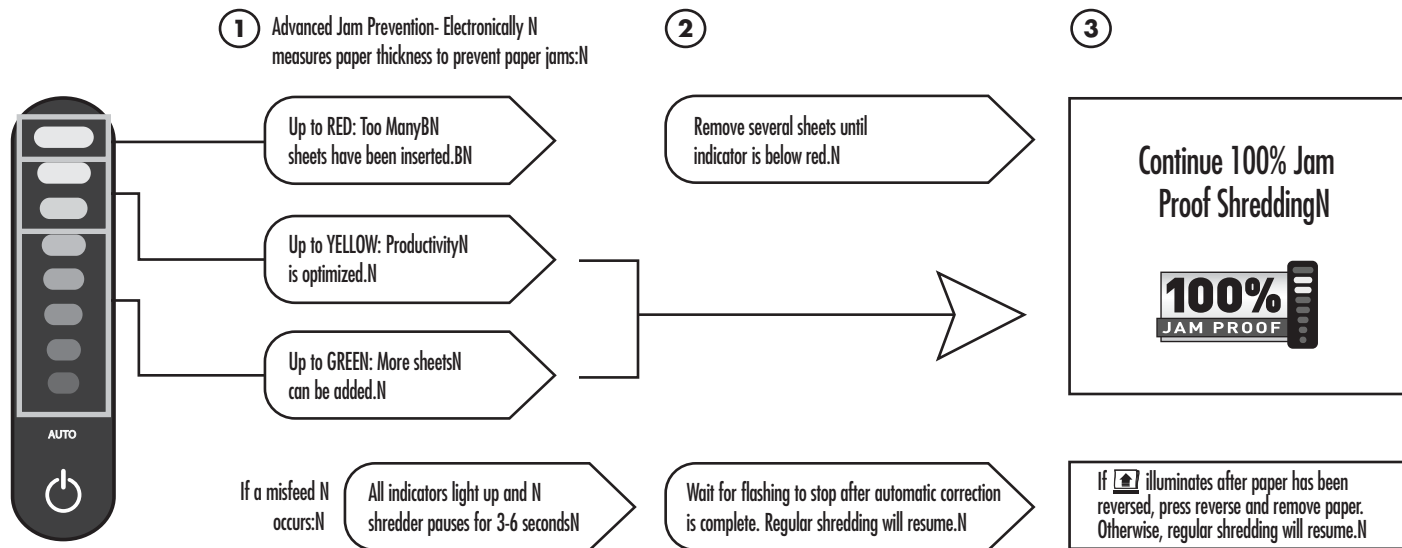 1
Advanced Jam Prevention- Electronically N
measures paper thickness to prevent paper jams:N
2
3
Up to RED: Too ManyBN
sheets have been inserted.BN
Remove several sheets until
indicator is below red.N
Continue 100% Jam
Proof ShreddingN
Up to YELLOW: ProductivityN
is optimized.N
100%
JAM PROOF
Up to GREEN: More sheetsN
can be added.N
AUTO
If a misfeed N
occurs:N
All indicators light up and N
shredder pauses for 3-6 secondsN
Wait for flashing to stop after automatic correction
is complete. Regular shredding will resume.N
If illuminates after paper has been
reversed, press reverse and remove paper.
Otherwise, regular shredding will resume.N